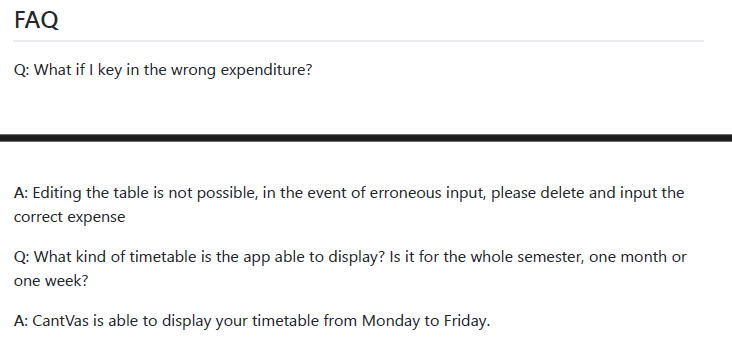 FAQ
Q: What if I key in the wrong expenditure?
A: Editing the table is not possible, in the event of erroneous input, please delete and input the
correct expense
Q: What kind of timetable is the app able to display? Is it for the whole semester, one month or
one week?
A: CantVas is able to display your timetable from Monday to Friday.